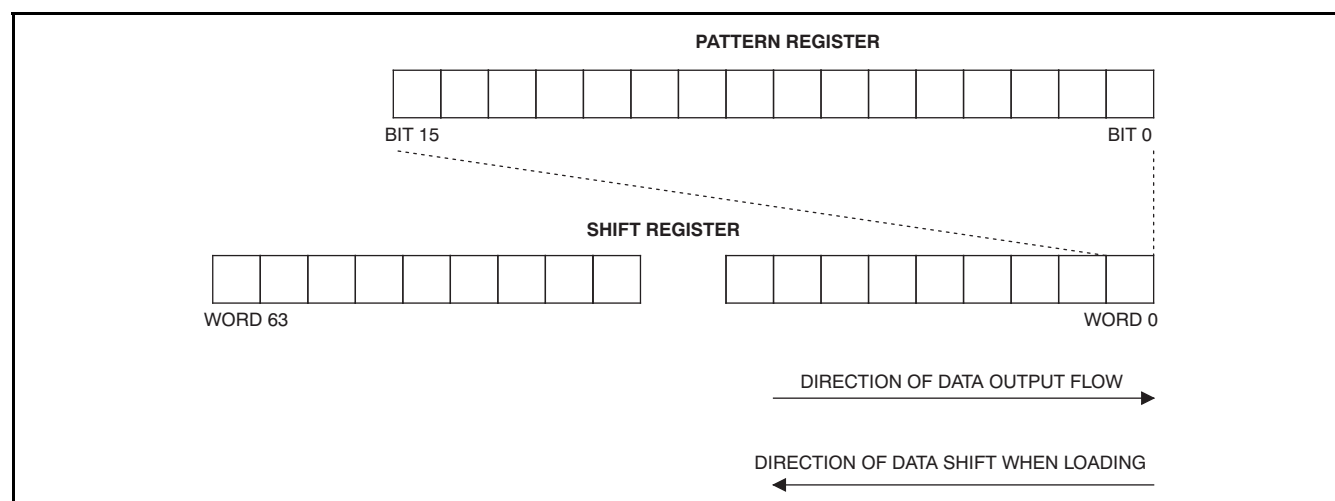 PATTERN REGISTER
BIT 15 BIT 0
SHIFT REGISTER
WORD 63 WORD 0
DIRECTION OF DATA OUTPUT FLOW
DIRECTION OF DATA SHIFT WHEN LOADING